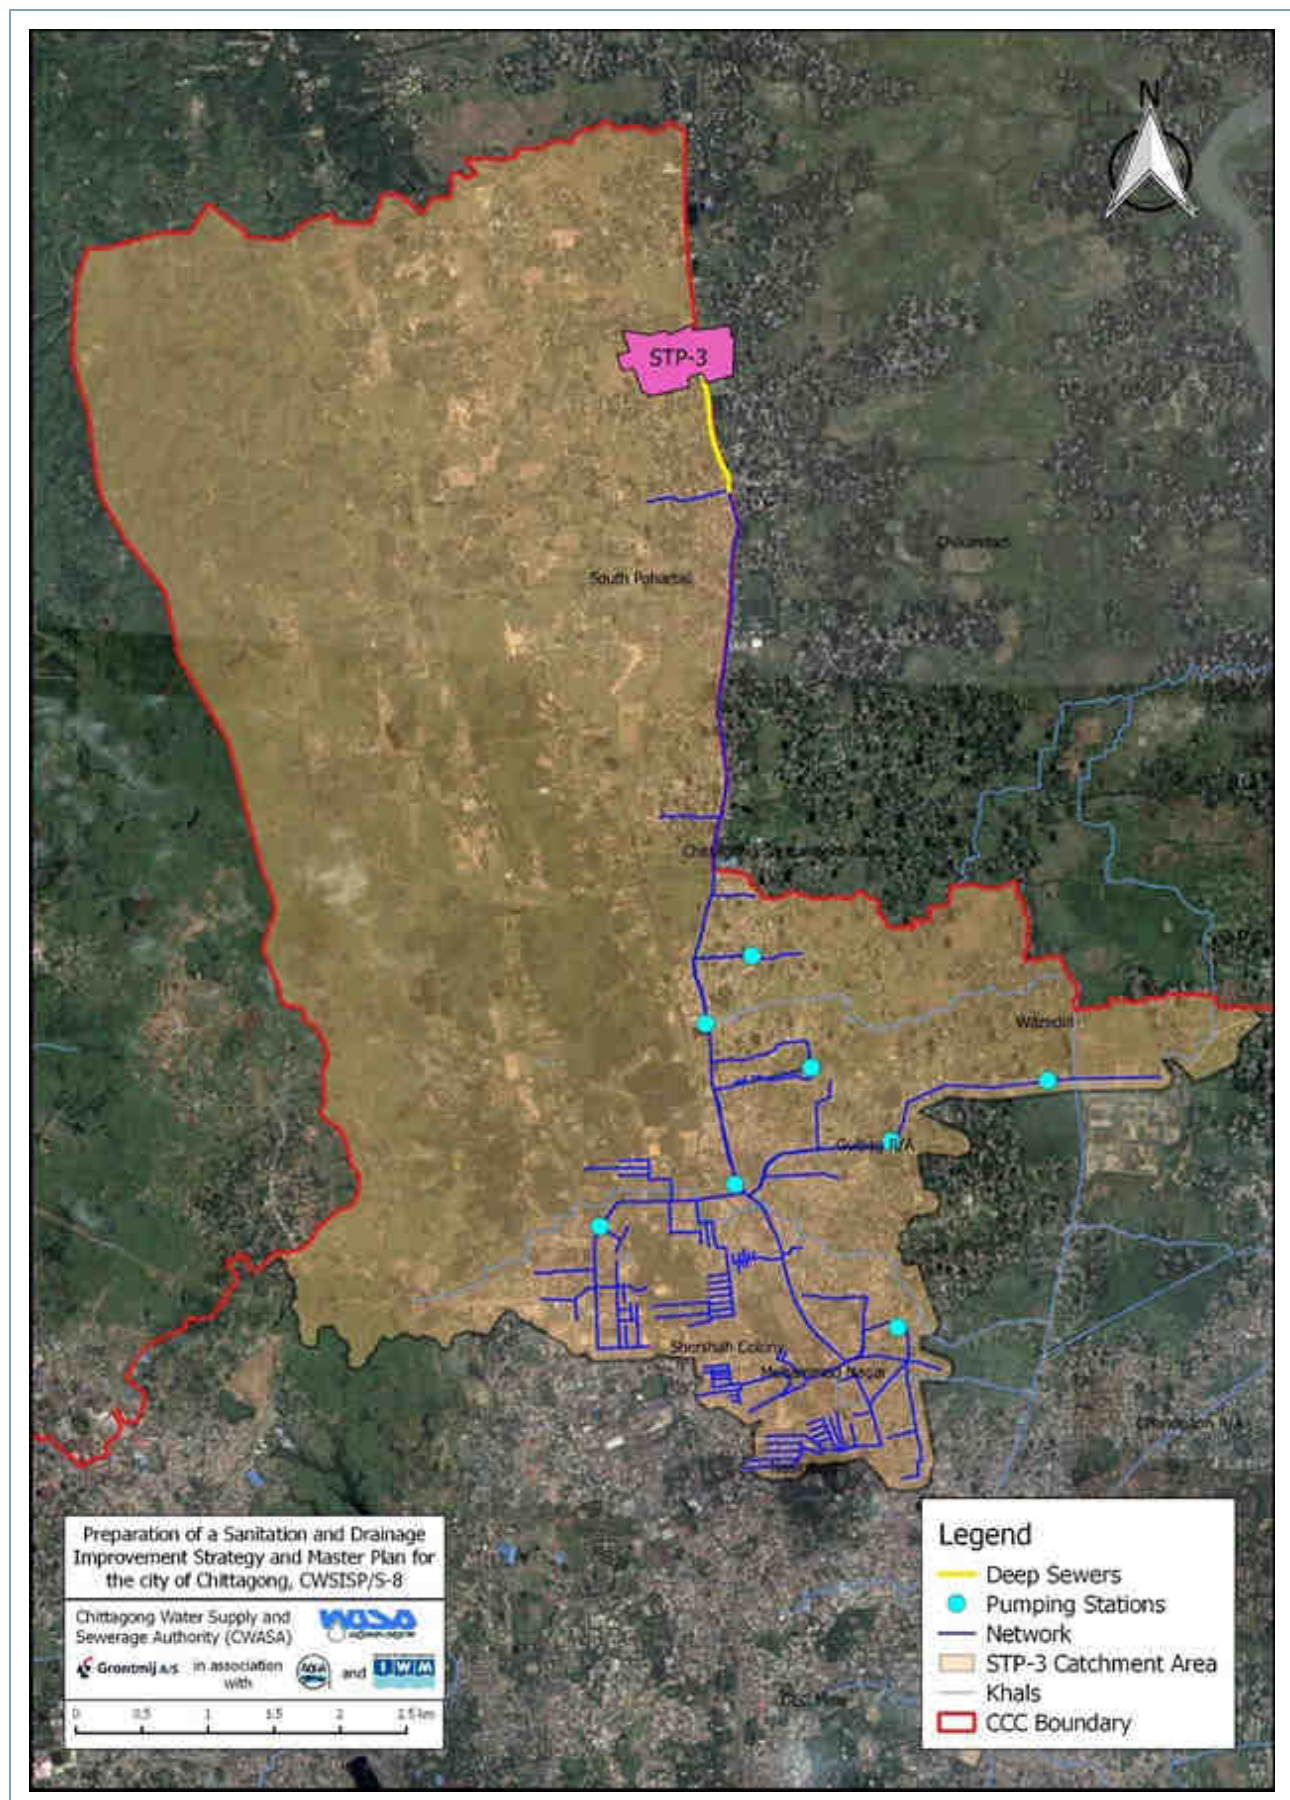 N
STP-3
South Pohartali
Wazedia
Shershah Colony
Preparation of a Sanitation and Drainage
Improvement Strategy and Master Plan for
the city of Chittagong, CWSISP/S-8
Chittagong Water Supply and
Sewerage Authority (CWASA)
Grontmij A/S in association
with
and
IWM
0 0.5 1 1.5 2 2.5 km
Legend
Deep Sewers
Pumping Stations
Network
STP-3 Catchment Area
Khals
CCC Boundary